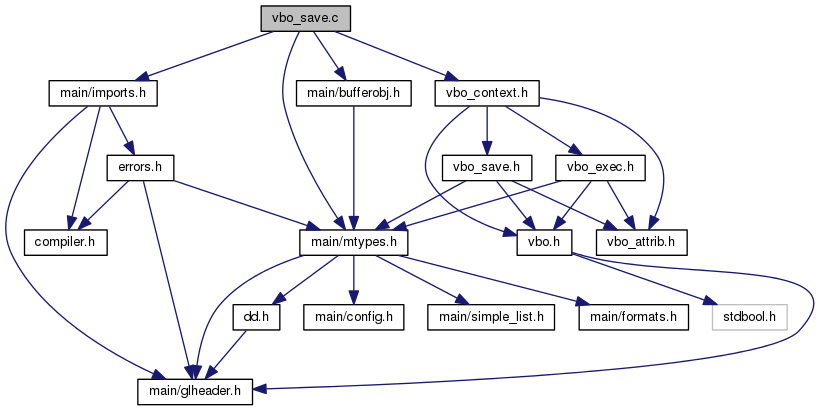 vbo_save.c
main/imports.h
main/bufferobj.h
vbo_context.h
errors.h
vbo_save.h
vbo_exec.h
compiler.h
main/mtypes.h
vbo.h
vbo_attrib.h
dd.h
main/config.h
main/simple_list.h
main/formats.h
stdbool.h
main/glheader.h